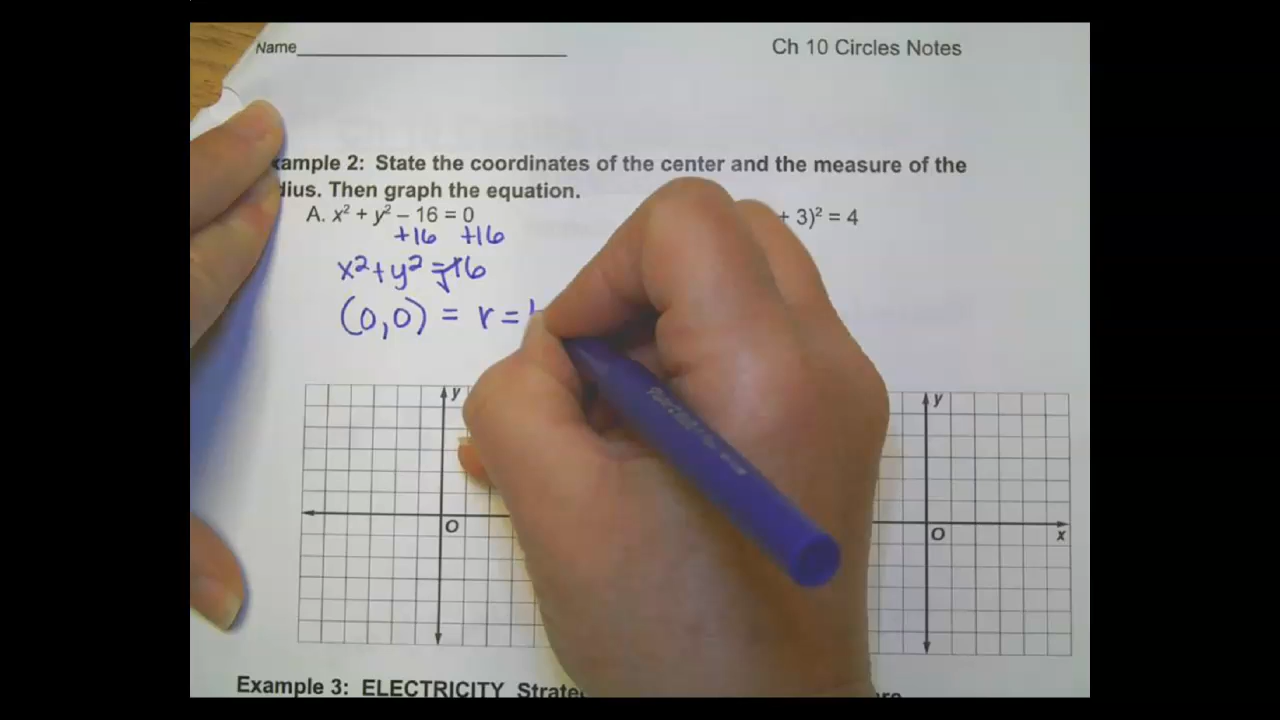 Name
Ch 10 Circles Notes
ample 2: State the coordinates of the center and the measure of the
dius. Then graph the equation.
A. x² + y² – 16 = 0
+ 3)² = 4
+16 +16
x² + y² = 16
(0,0) = r =
y
y
O
O
x
Example 3: ELECTRICITY